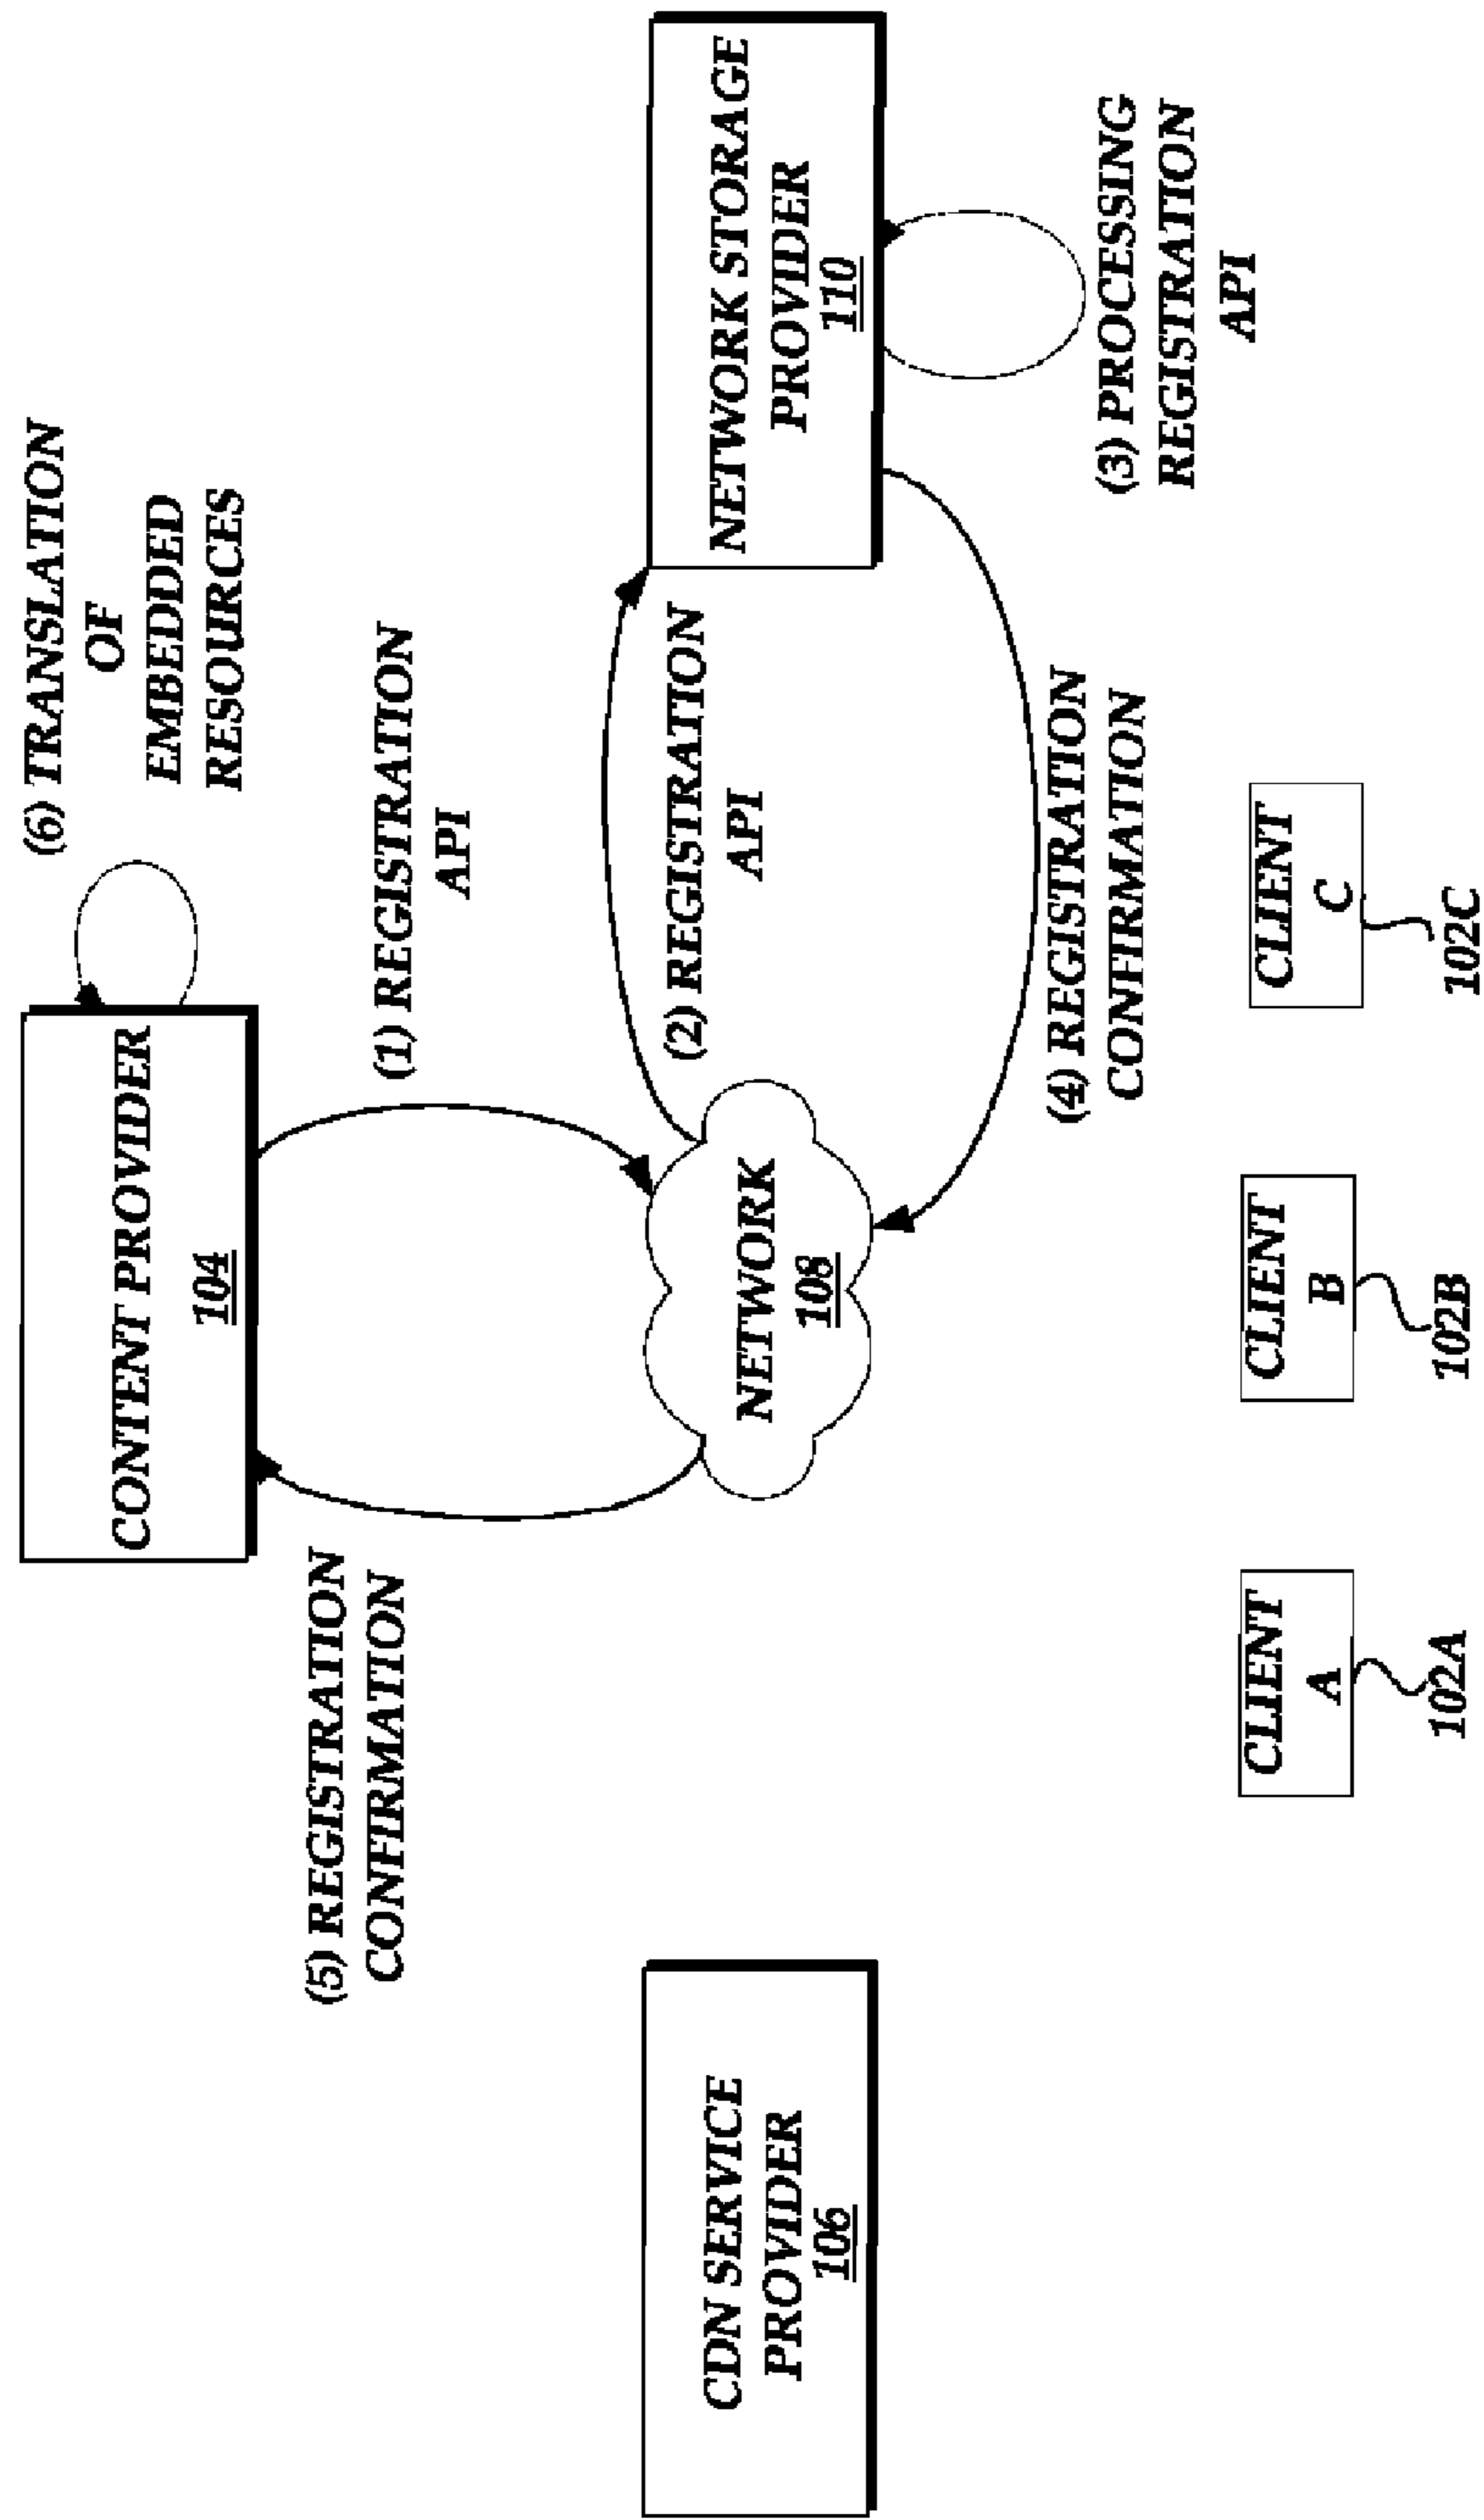 (6) TRANSLATION
OF
EMBEDDED
RESOURCES
CONTENT PROVIDER
104
(1) REGISTRATION
API
(5) REGISTRATION
CONFIRMATION
(2) REGISTRATION
API
CDN SERVICE
PROVIDER
106
NETWORK
108
NETWORK STORAGE
PROVIDER
110
(3) PROCESSING
REGISTRATION
API
(4) REGISTRATION
CONFIRMATION
CLIENT
A
102A
CLIENT
B
102B
CLIENT
C
102C